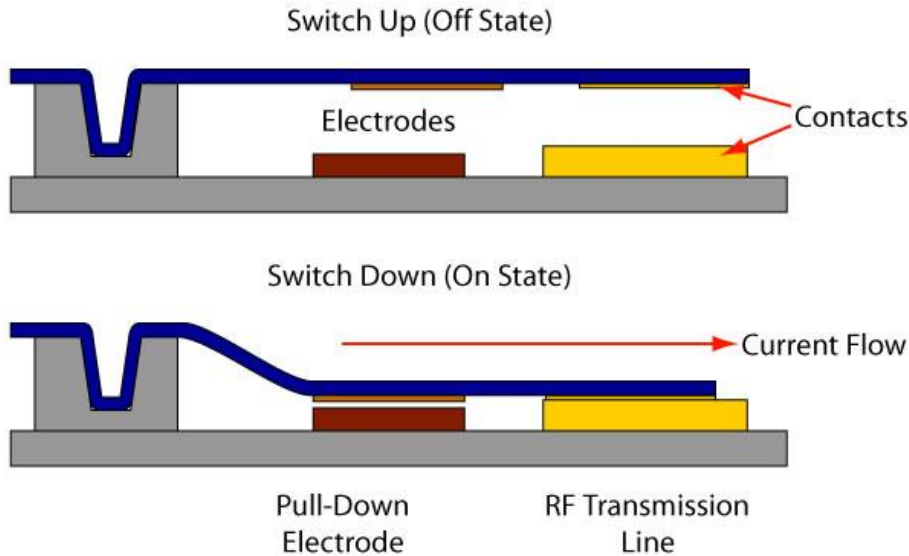 Switch Up (Off State)
Electrodes
Contacts
Switch Down (On State)
Current Flow
Pull-Down
Electrode
RF Transmission
Line